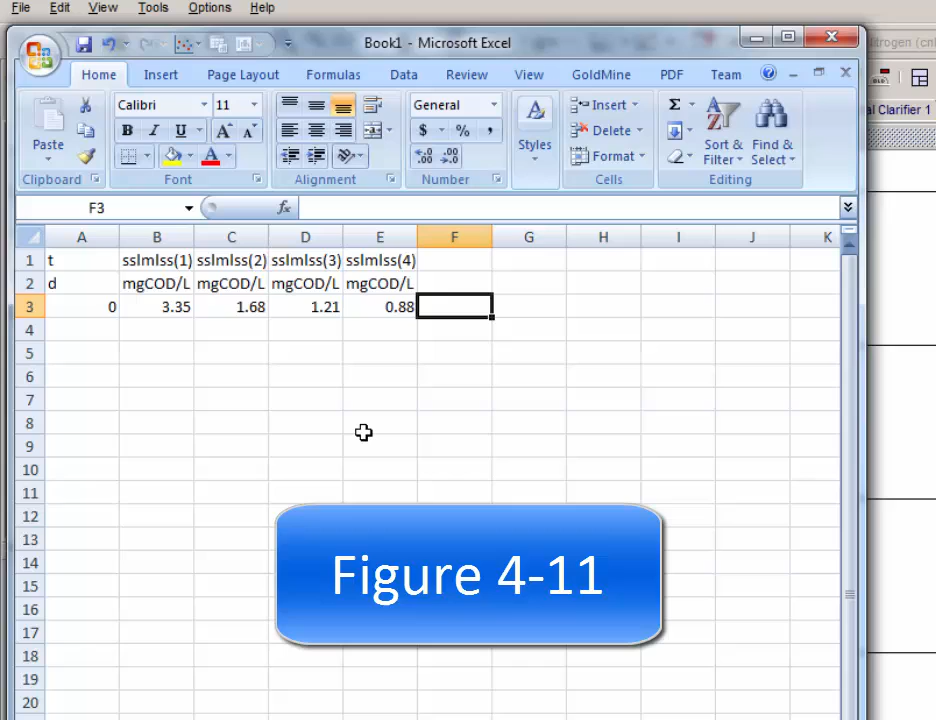 File Edit View Tools Options Help
Book1 - Microsoft Excel
Home Insert Page Layout Formulas Data Review View GoldMine PDF Team
Calibri 11 General Σ Insert
B I U A A $ % , Delete
Paste Styles Format Sort & Filter Find & Select
A .00 .0
Clipboard Font Alignment Number Cells Editing
al Clarifier 1
F3 fx
A B C D E F G H I J K
1 t sslmlss(1) sslmlss(2) sslmlss(3) sslmlss(4)
2 d mgCOD/L mgCOD/L mgCOD/L mgCOD/L
3 0 3.35 1.68 1.21 0.88
4
5
6
7
8
9
10
11
12
13
14
15
16
17
18
19
20
Figure 4-11